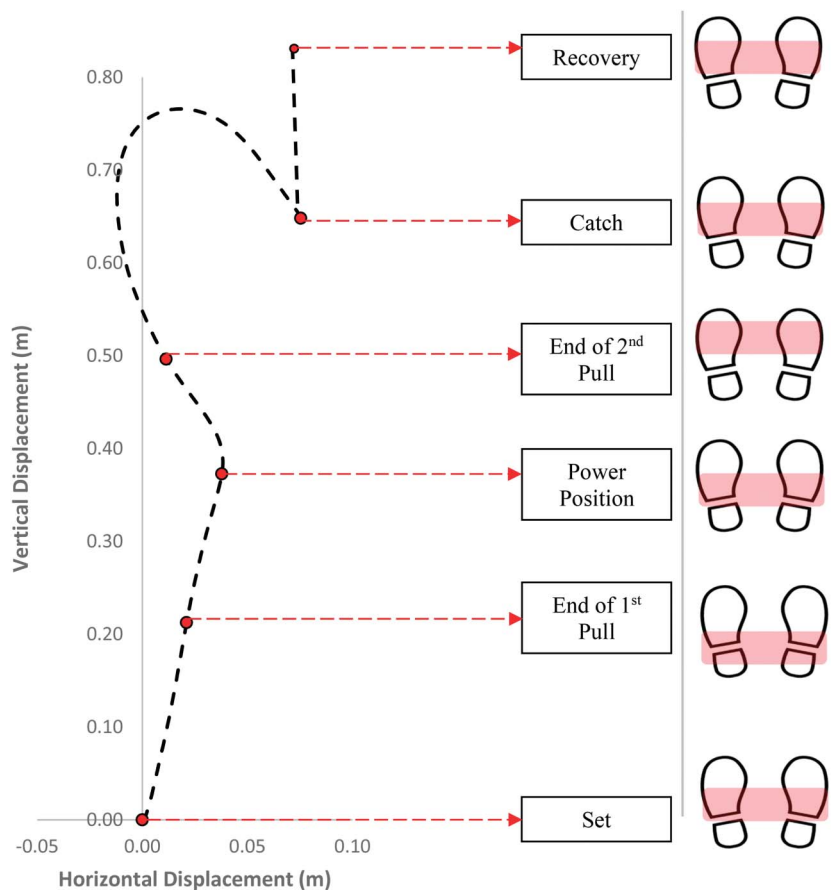 Recovery
0.80
0.70
Catch
0.60
Vertical Displacement (m)
0.50
End of 2nd
Pull
0.40
Power
Position
0.30
End of 1st
Pull
0.20
0.10
0.00
Set
-0.05
0.00
0.05
0.10
Horizontal Displacement (m)